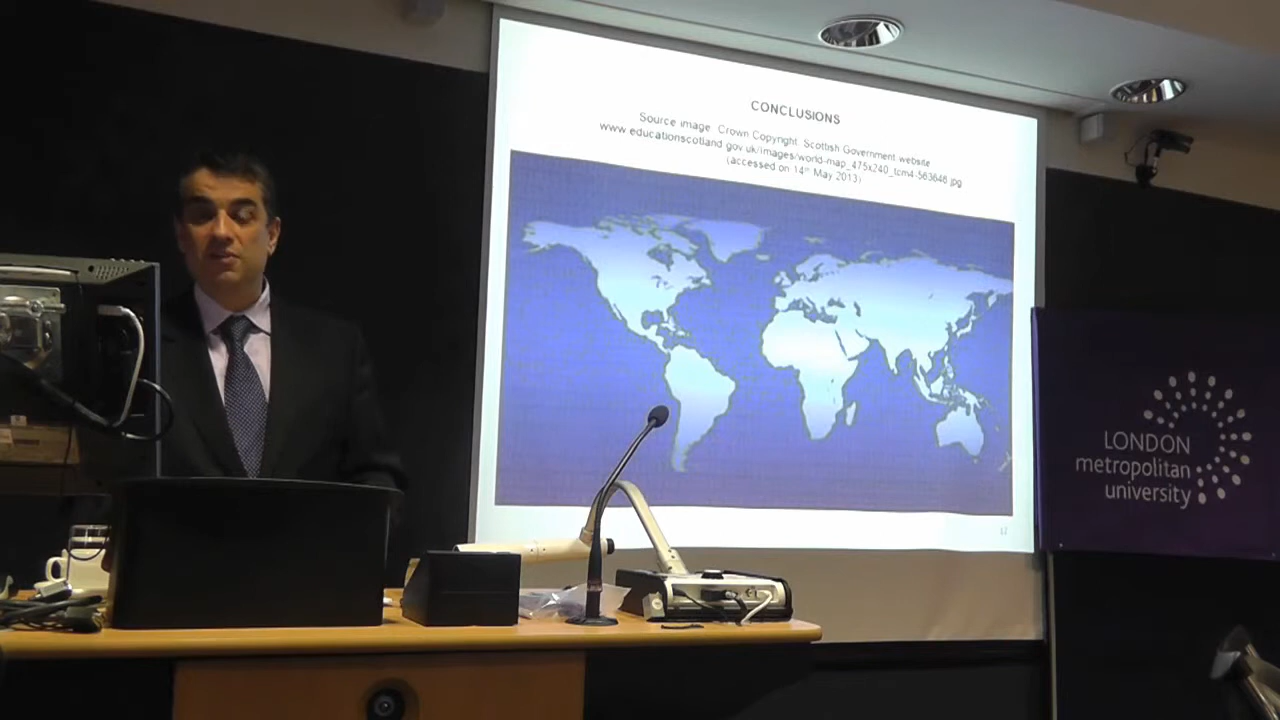 CONCLUSIONS
Source image: Crown Copyright. Scottish Government website
www.educationscotland.gov.uk/images/world-map_475x240_tcm4-563646.jpg
(accessed on 14th May 2013)
LONDON
metropolitan
university